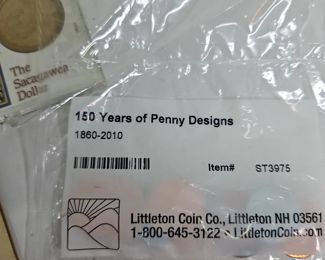 The
Sacagawea
Dollar
150 Years of Penny Designs
1860-2010
Item# ST3975
Littleton Coin Co., Littleton NH 03561
1-800-645-3122 • LittletonCoin.com